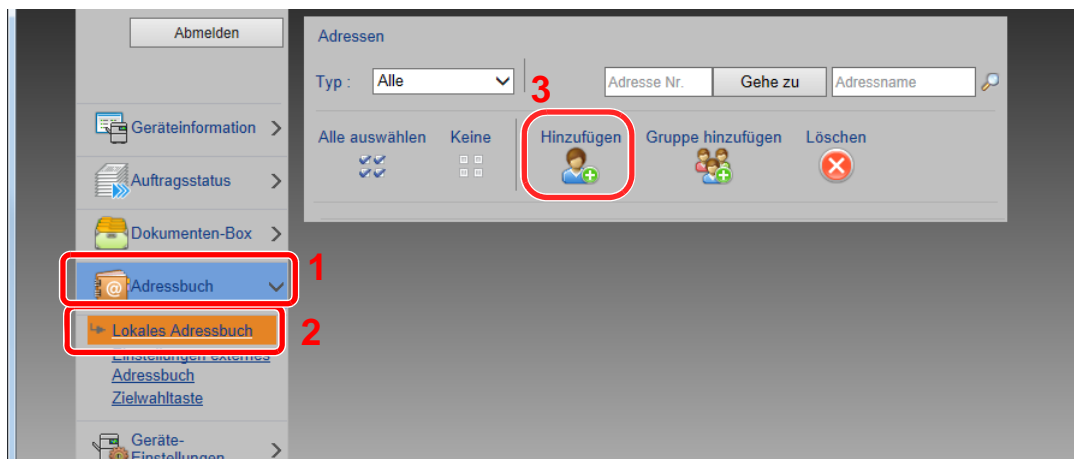 Abmelden
Adressen
Typ :
Alle
Adresse Nr.
Gehe zu
Adressname
3
Alle auswählen
Keine
Hinzufügen
Gruppe hinzufügen
Löschen
Geräteinformation
Auftragsstatus
Dokumenten-Box
1
Adressbuch
2
Lokales Adressbuch
Einstellungen externes
Adressbuch
Zielwahltaste
Geräte-
Einstellungen